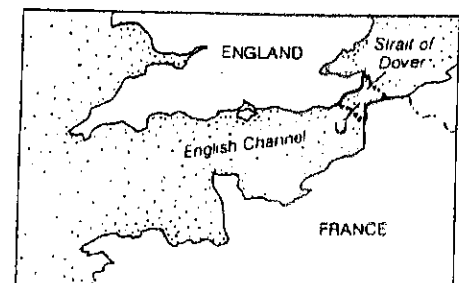 ENGLAND
Strait of
Dover
English Channel
FRANCE